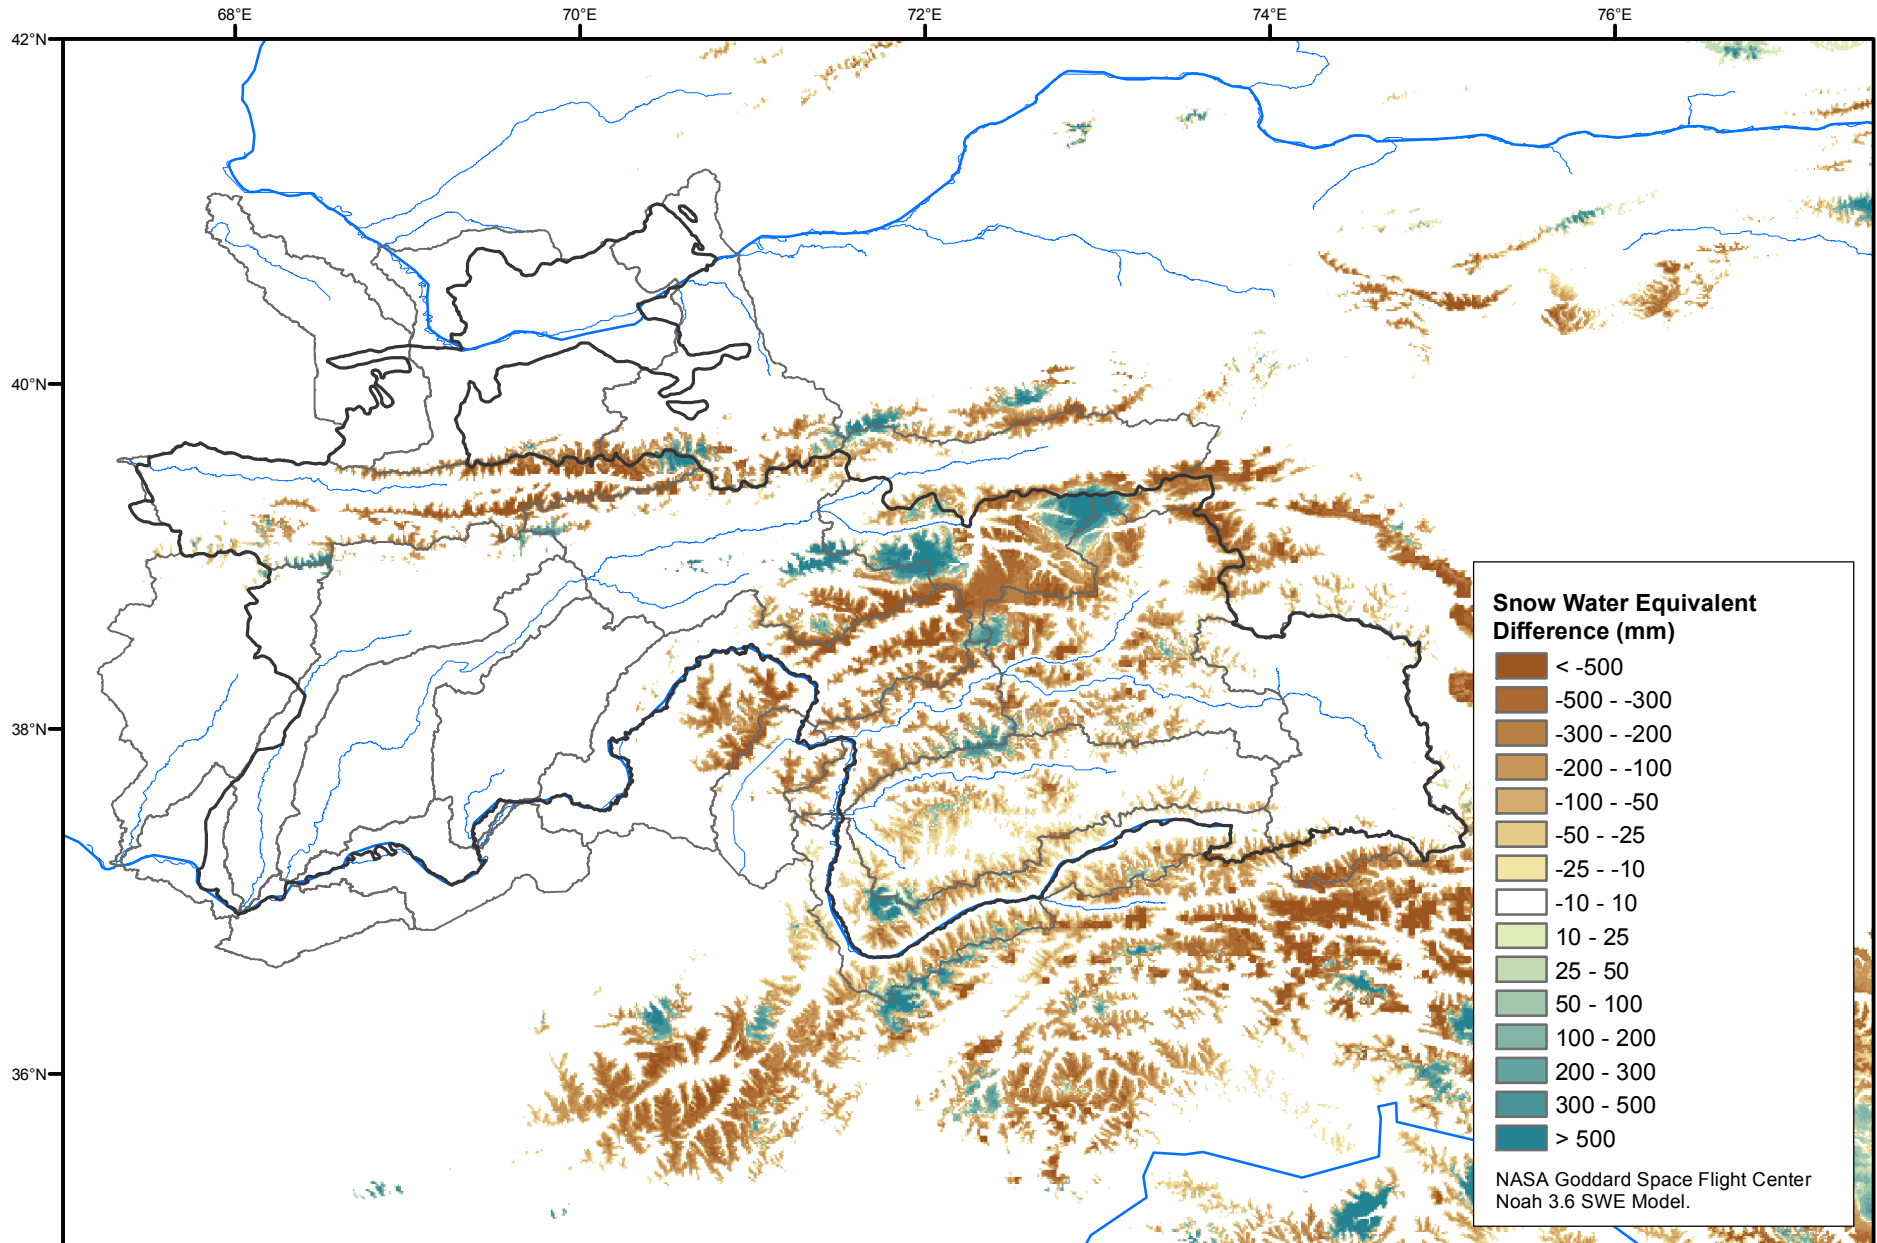 68°E 70°E 72°E 74°E 76°E
42°N
40°N
38°N
36°N
Snow Water Equivalent
Difference (mm)
< -500
-500 - -300
-300 - -200
-200 - -100
-100 - -50
-50 - -25
-25 - -10
-10 - 10
10 - 25
25 - 50
50 - 100
100 - 200
200 - 300
300 - 500
> 500
NASA Goddard Space Flight Center
Noah 3.6 SWE Model.